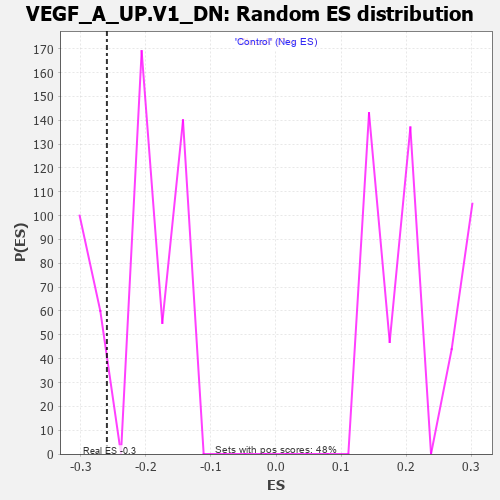 VEGF_A_UP.V1_DN: Random ES distribution
'Control' (Neg ES)
P(ES)
170
160
150
140
130
120
110
100
90
80
70
60
50
40
30
20
10
0
Real ES -0.3
Sets with pos scores: 48%
-0.3 -0.2 -0.1 0.0 0.1 0.2 0.3
ES